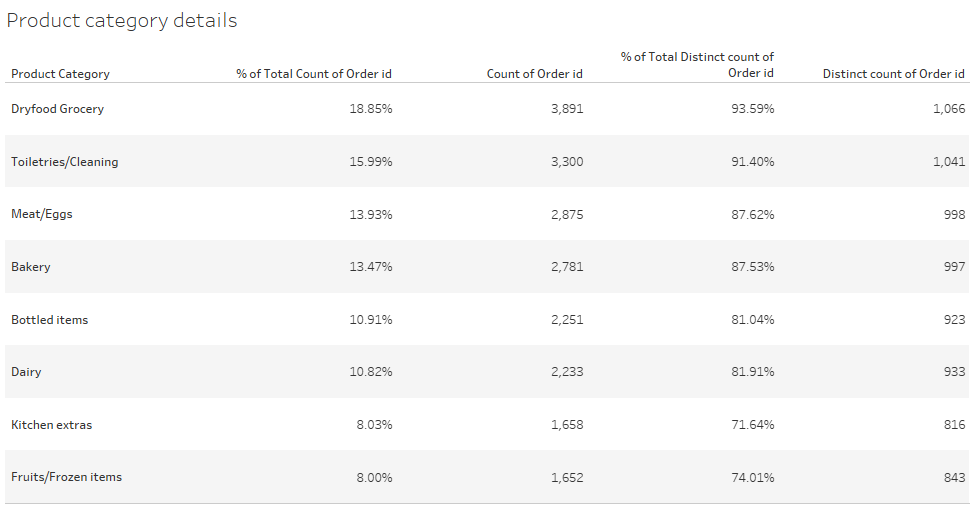 Product category details
% of Total Distinct count of
Product Category % of Total Count of Order id Count of Order id Order id Distinct count of Order id
Dryfood Grocery 18.85% 3,891 93.59% 1,066
Toiletries/Cleaning 15.99% 3,300 91.40% 1,041
Meat/Eggs 13.93% 2,875 87.62% 998
Bakery 13.47% 2,781 87.53% 997
Bottled items 10.91% 2,251 81.04% 923
Dairy 10.82% 2,233 81.91% 933
Kitchen extras 8.03% 1,658 71.64% 816
Fruits/Frozen items 8.00% 1,652 74.01% 843